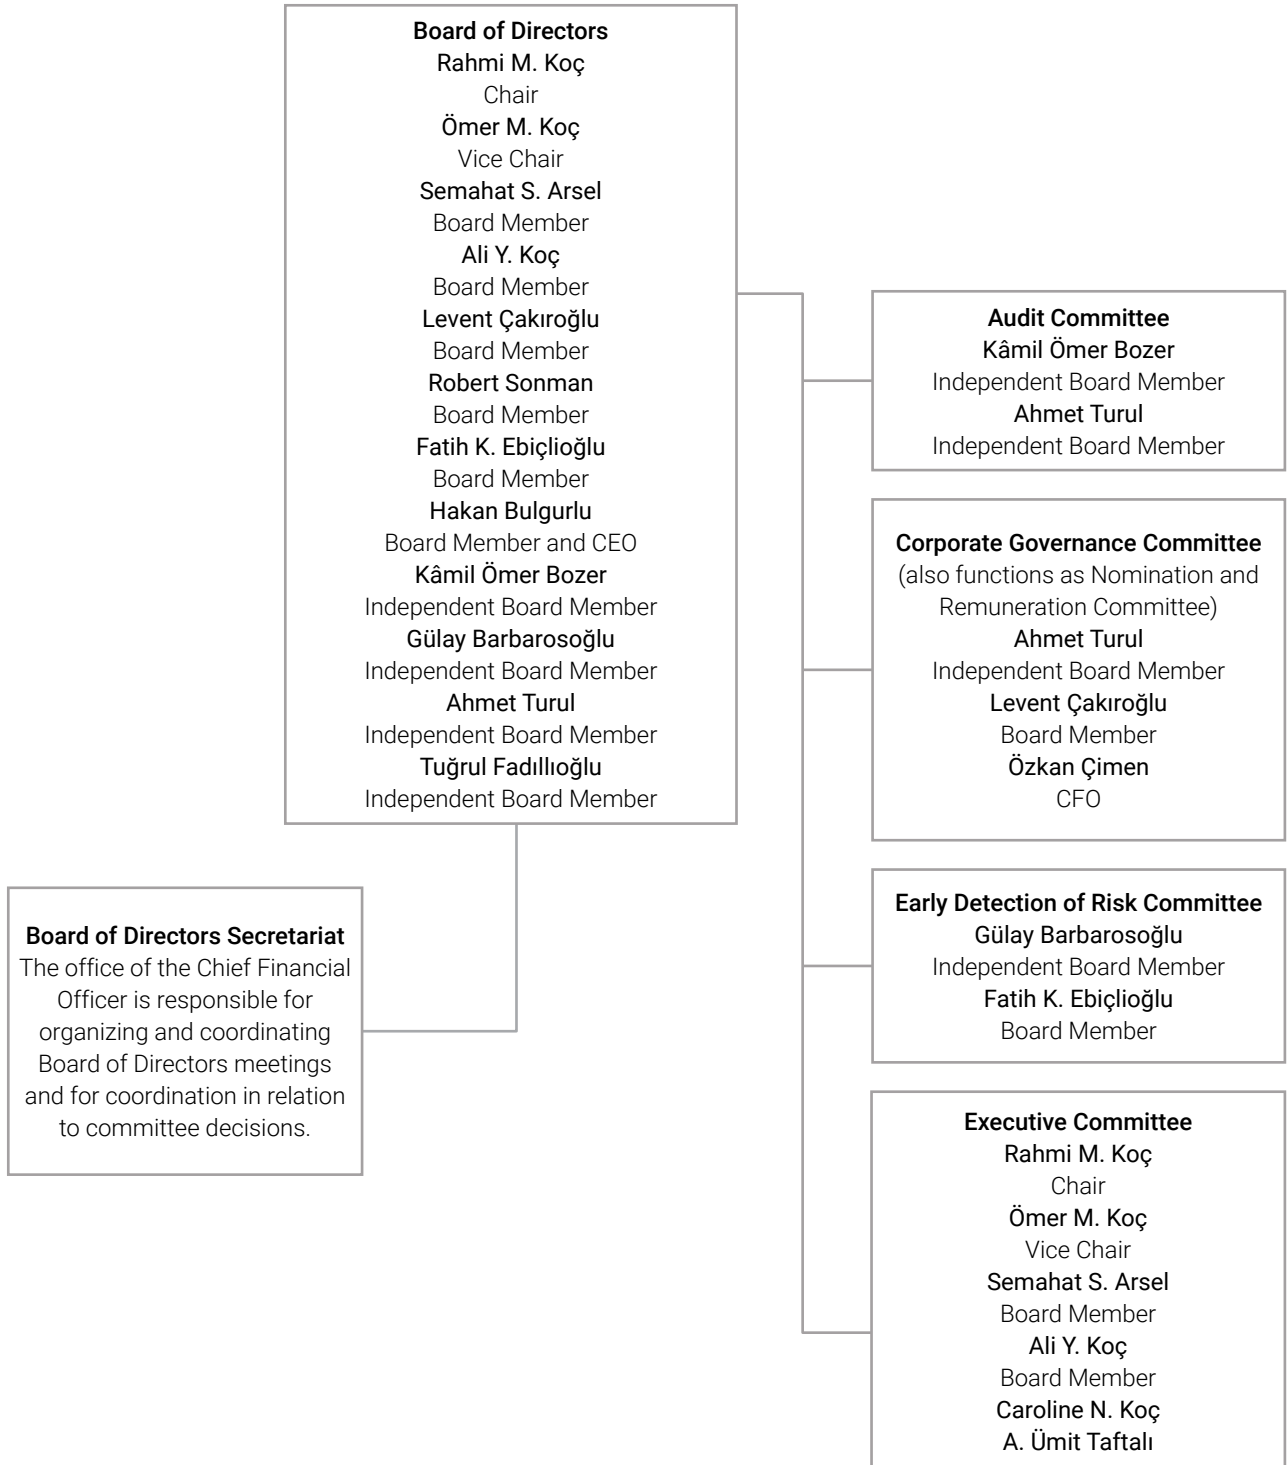 Board of Directors
Rahmi M. Koç
Chair
Ömer M. Koç
Vice Chair
Semahat S. Arsel
Board Member
Ali Y. Koç
Board Member
Levent Çakıroğlu
Board Member
Robert Sonman
Board Member
Fatih K. Ebiçlioğlu
Board Member
Hakan Bulgurlu
Board Member and CEO
Kâmil Ömer Bozer
Independent Board Member
Gülay Barbarosoğlu
Independent Board Member
Ahmet Turul
Independent Board Member
Tuğrul Fadıllıoğlu
Independent Board Member
Board of Directors Secretariat
The office of the Chief Financial
Officer is responsible for
organizing and coordinating
Board of Directors meetings
and for coordination in relation
to committee decisions.
Audit Committee
Kâmil Ömer Bozer
Independent Board Member
Ahmet Turul
Independent Board Member
Corporate Governance Committee
(also functions as Nomination and
Remuneration Committee)
Ahmet Turul
Independent Board Member
Levent Çakıroğlu
Board Member
Özkan Çimen
CFO
Early Detection of Risk Committee
Gülay Barbarosoğlu
Independent Board Member
Fatih K. Ebiçlioğlu
Board Member
Executive Committee
Rahmi M. Koç
Chair
Ömer M. Koç
Vice Chair
Semahat S. Arsel
Board Member
Ali Y. Koç
Board Member
Caroline N. Koç
A. Ümit Taftalı